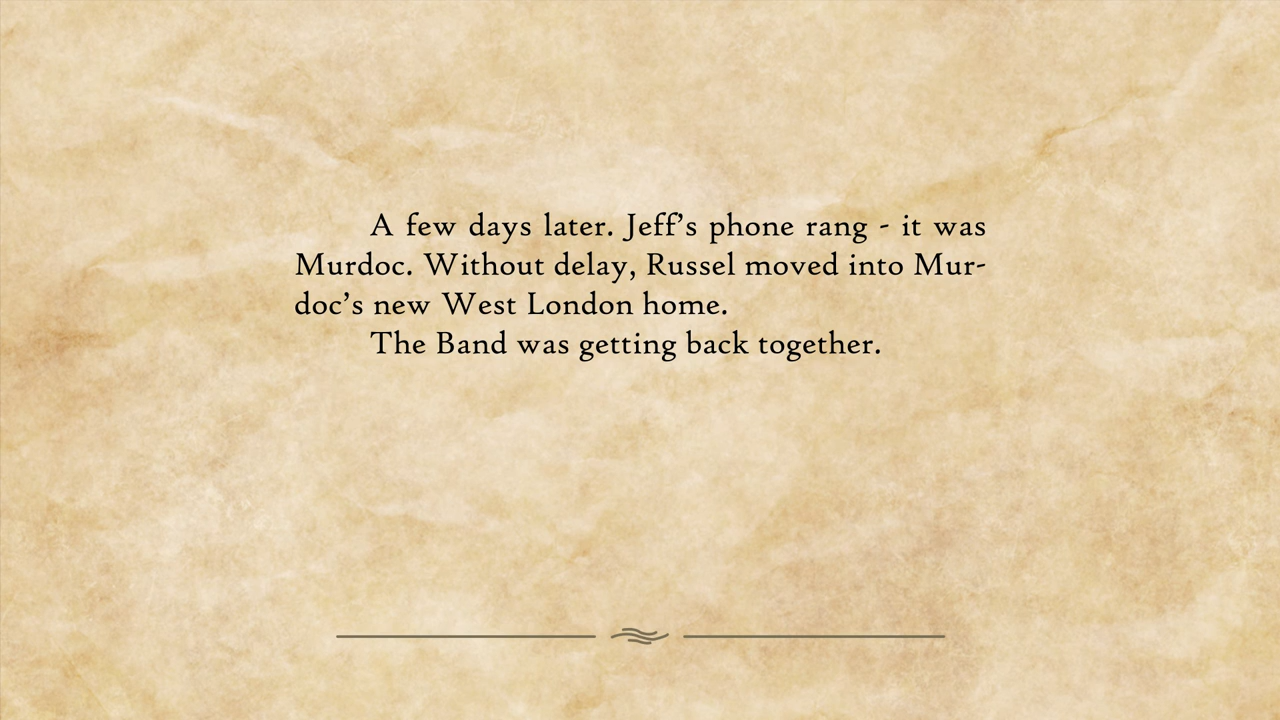 A few days later. Jeff’s phone rang - it was
Murdoc. Without delay, Russel moved into Mur-
doc’s new West London home.
The Band was getting back together.